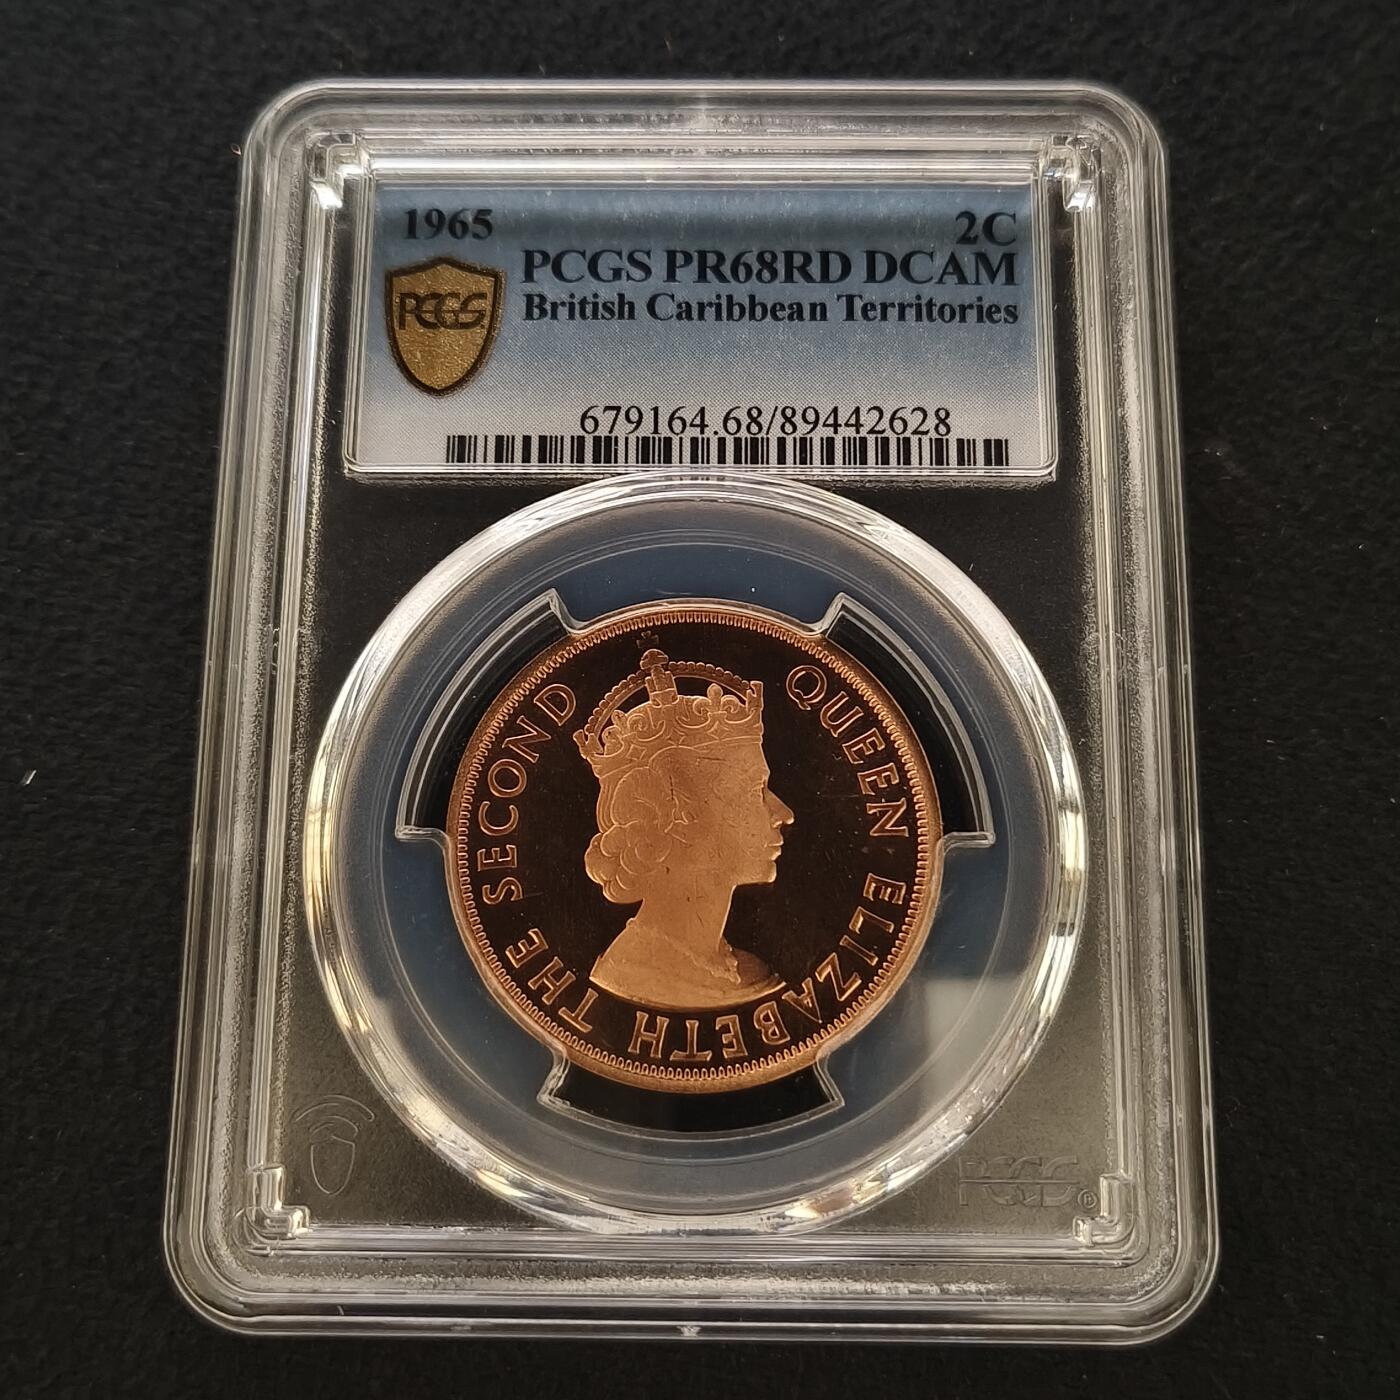 1965 2C
PCGS PR68RD DCAM
British Caribbean Territories
PCGS
679164.68/89442628
QUEEN ELIZABETH THE SECOND
PCGS®